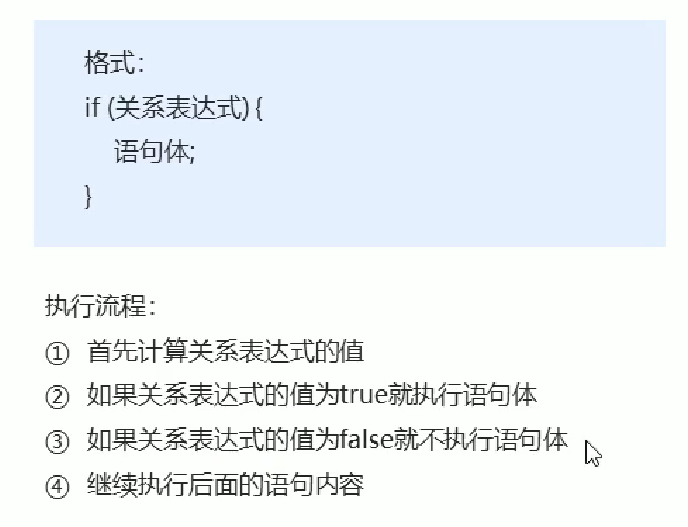 格式：
if (关系表达式) {
语句体;
}
执行流程：
① 首先计算关系表达式的值
② 如果关系表达式的值为true就执行语句体
③ 如果关系表达式的值为false就不执行语句体
④ 继续执行后面的语句内容